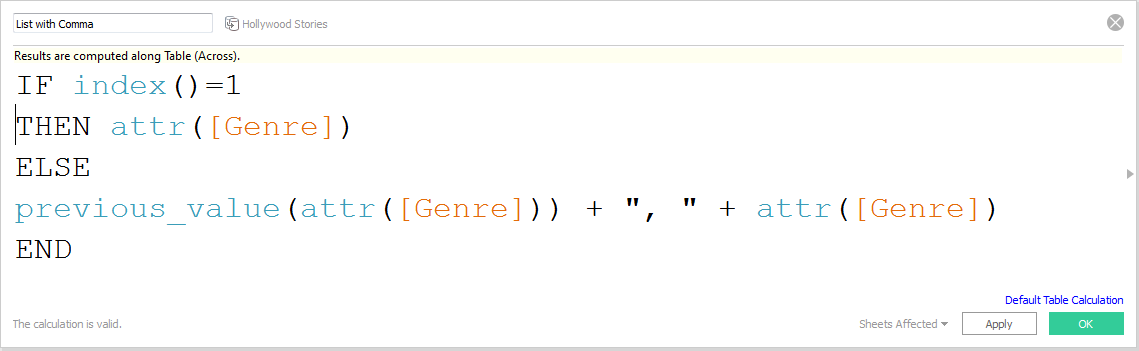 List with Comma
Hollywood Stories
Results are computed along Table (Across).
IF index()=1
THEN attr([Genre])
ELSE
previous_value(attr([Genre])) + ", " + attr([Genre])
END
Default Table Calculation
The calculation is valid.
Sheets Affected
Apply
OK